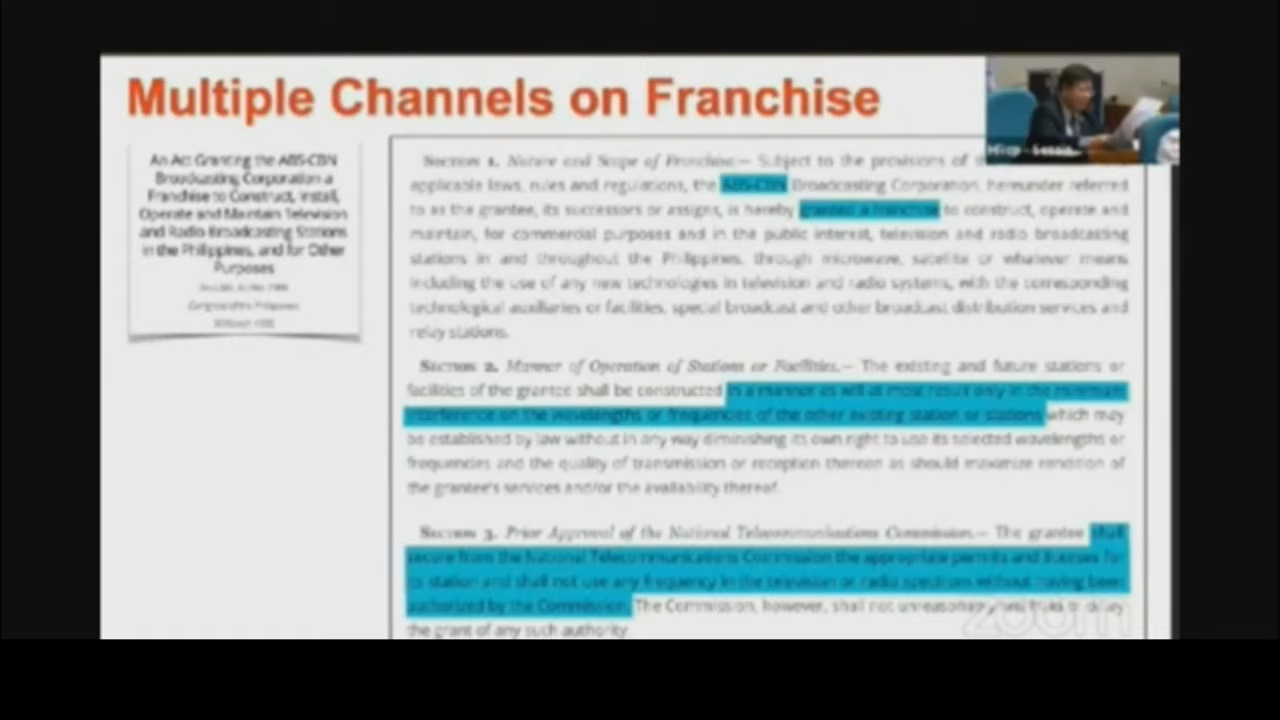 Multiple Channels on Franchise
An Act Granting the ABS-CBN
Broadcasting Corporation a
Franchise to Construct, Install,
Operate and Maintain Television
and Radio Broadcasting Stations
in the Philippines, and for Other
Purposes
SECTION 1. Nature and Scope of Franchise.— Subject to the provisions of
applicable laws, rules and regulations, the ABS-CBN Broadcasting Corporation, hereunder referred
to as the grantee, its successors or assigns, is hereby granted a franchise to construct, operate and
maintain, for commercial purposes and in the public interest, television and radio broadcasting
stations in and throughout the Philippines, through microwave, satellite or whatever means
including the use of any new technologies in television and radio systems, with the corresponding
technological auxiliaries or facilities, special broadcast and other broadcast distribution services and
relay stations.
SECTION 2. Manner of Operation of Stations or Facilities.— The existing and future stations or
facilities of the grantee shall be constructed in a manner as will at most result only in the minimum
interference on the wavelengths or frequencies of the other existing station or stations which may
be established by law without in any way diminishing its own right to use its selected wavelengths or
frequencies and the quality of transmission or reception thereon as should maximize rendition of
the grantee's services and/or the availability thereof.
SECTION 3. Prior Approval of the National Telecommunications Commission.— The grantee shall
secure from the National Telecommunications Commission the appropriate permits and licenses for
its station and shall not use any frequency in the television or radio spectrum without having been
authorized by the Commission. The Commission, however, shall not unreasonably withhold or delay
the grant of any such authority.
zoom